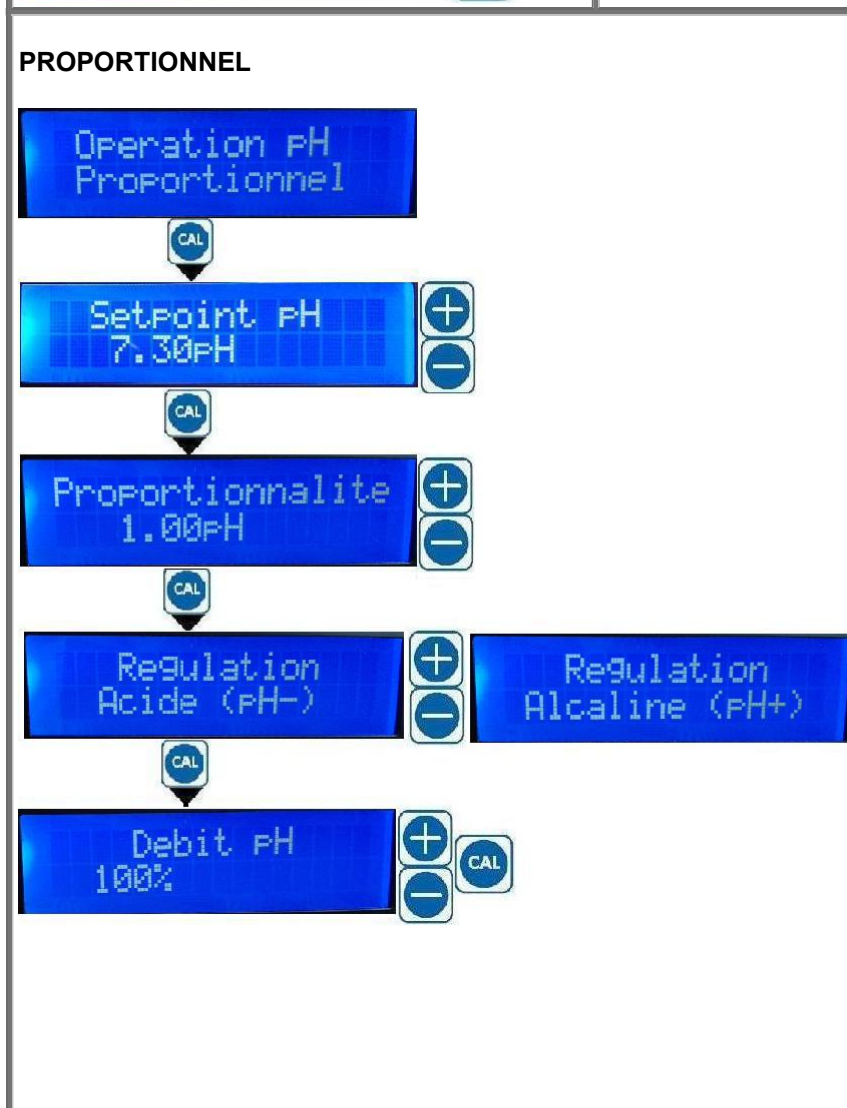 PROPORTIONNEL
Operation pH
Proportionnel
CAL
Setpoint pH
7.30pH
+
-
CAL
Proportionnalite
1.00pH
+
-
CAL
Regulation
Acide (pH-)
+
-
Regulation
Alcaline (pH+)
CAL
Debit pH
100%
+
-
CAL